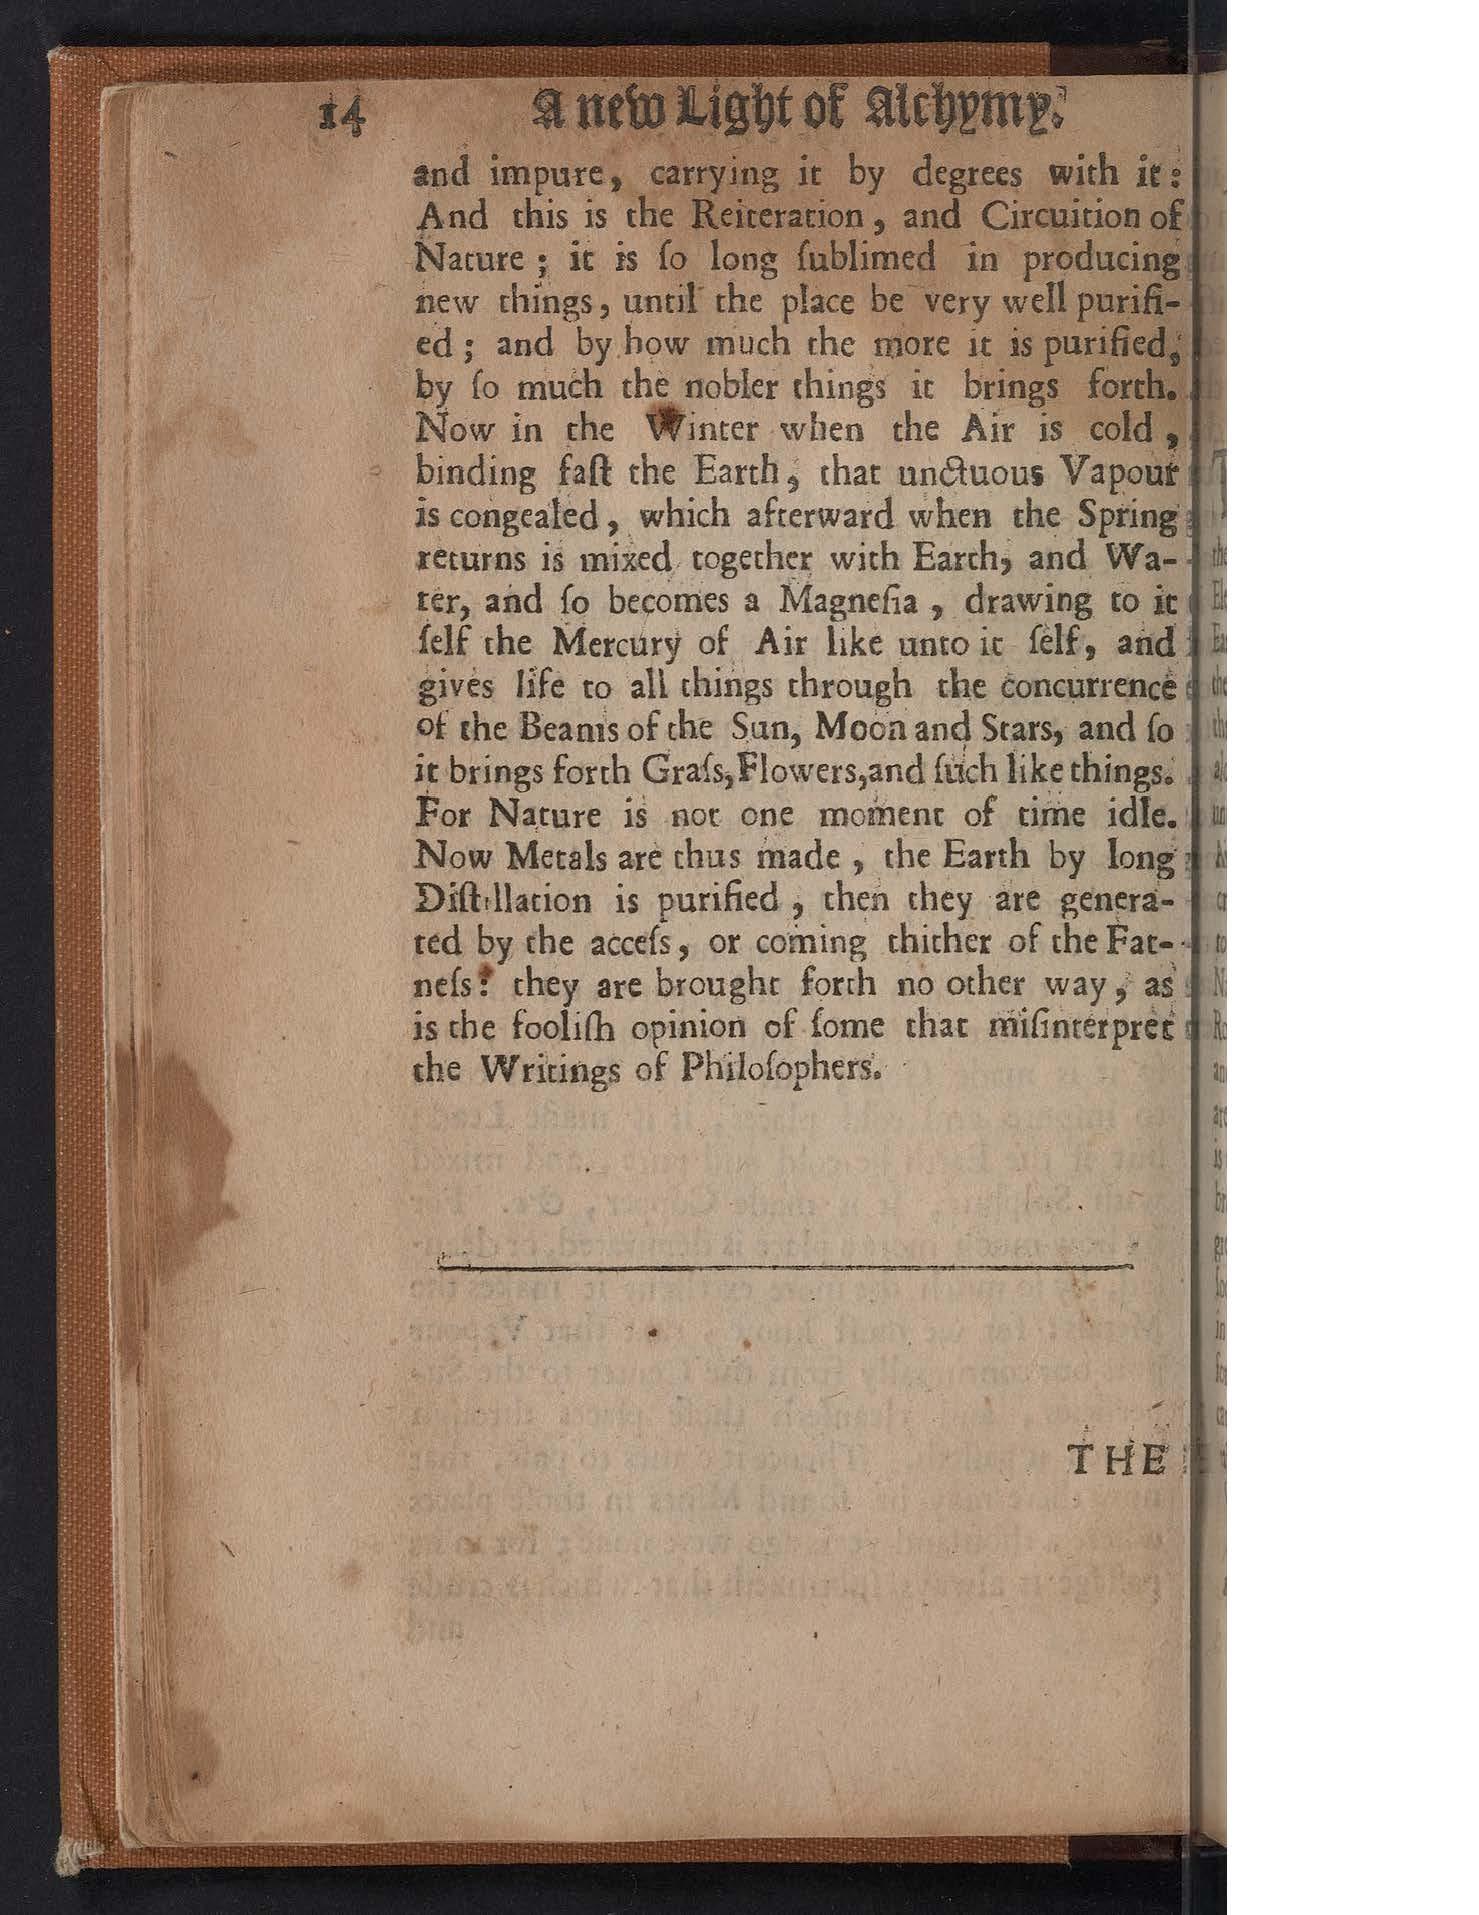 14 A new Light of Alchymy.
and impure, carrying it by degrees with it:
And this is the Reiteration, and Circuition of
Nature; it is ſo long ſublimed in producing
new things, until the place be very well purifi-
ed; and by how much the more it is purified,
by ſo much the nobler things it brings forth.
Now in the Winter when the Air is cold,
binding faſt the Earth, that unctuous Vapour
is congealed, which afterward when the Spring
returns is mixed together with Earth, and Wa-
ter, and ſo becomes a Magneſia, drawing to it
ſelf the Mercury of Air like unto it ſelf, and
gives life to all things through the concurrence
of the Beams of the Sun, Moon and Stars, and ſo
it brings forth Graſs, Flowers, and ſuch like things.
For Nature is not one moment of time idle.
Now Metals are thus made, the Earth by long
Diſtillation is purified, then they are genera-
ted by the acceſs, or coming thither of the Fat-
neſs: they are brought forth no other way, as
is the fooliſh opinion of ſome that miſinterpret
the Writings of Philoſophers.
THE